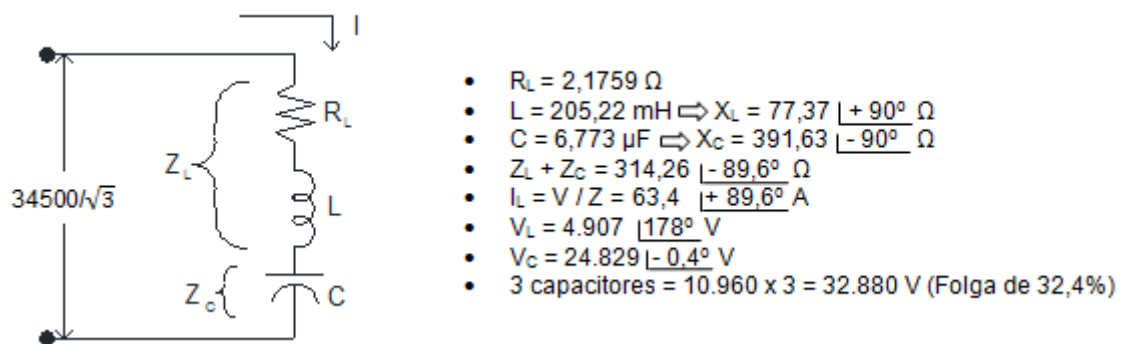 I
R_L
Z_L
34500/√3
L
Z_C
C
• R_L = 2,1759 Ω
• L = 205,22 mH ⇨ X_L = 77,37 |+ 90º Ω
• C = 6,773 µF ⇨ X_C = 391,63 |- 90º Ω
• Z_L + Z_C = 314,26 |- 89,6º Ω
• I_L = V / Z = 63,4 |+ 89,6º A
• V_L = 4.907 |178º V
• V_C = 24.829 |- 0,4º V
• 3 capacitores = 10.960 x 3 = 32.880 V (Folga de 32,4%)